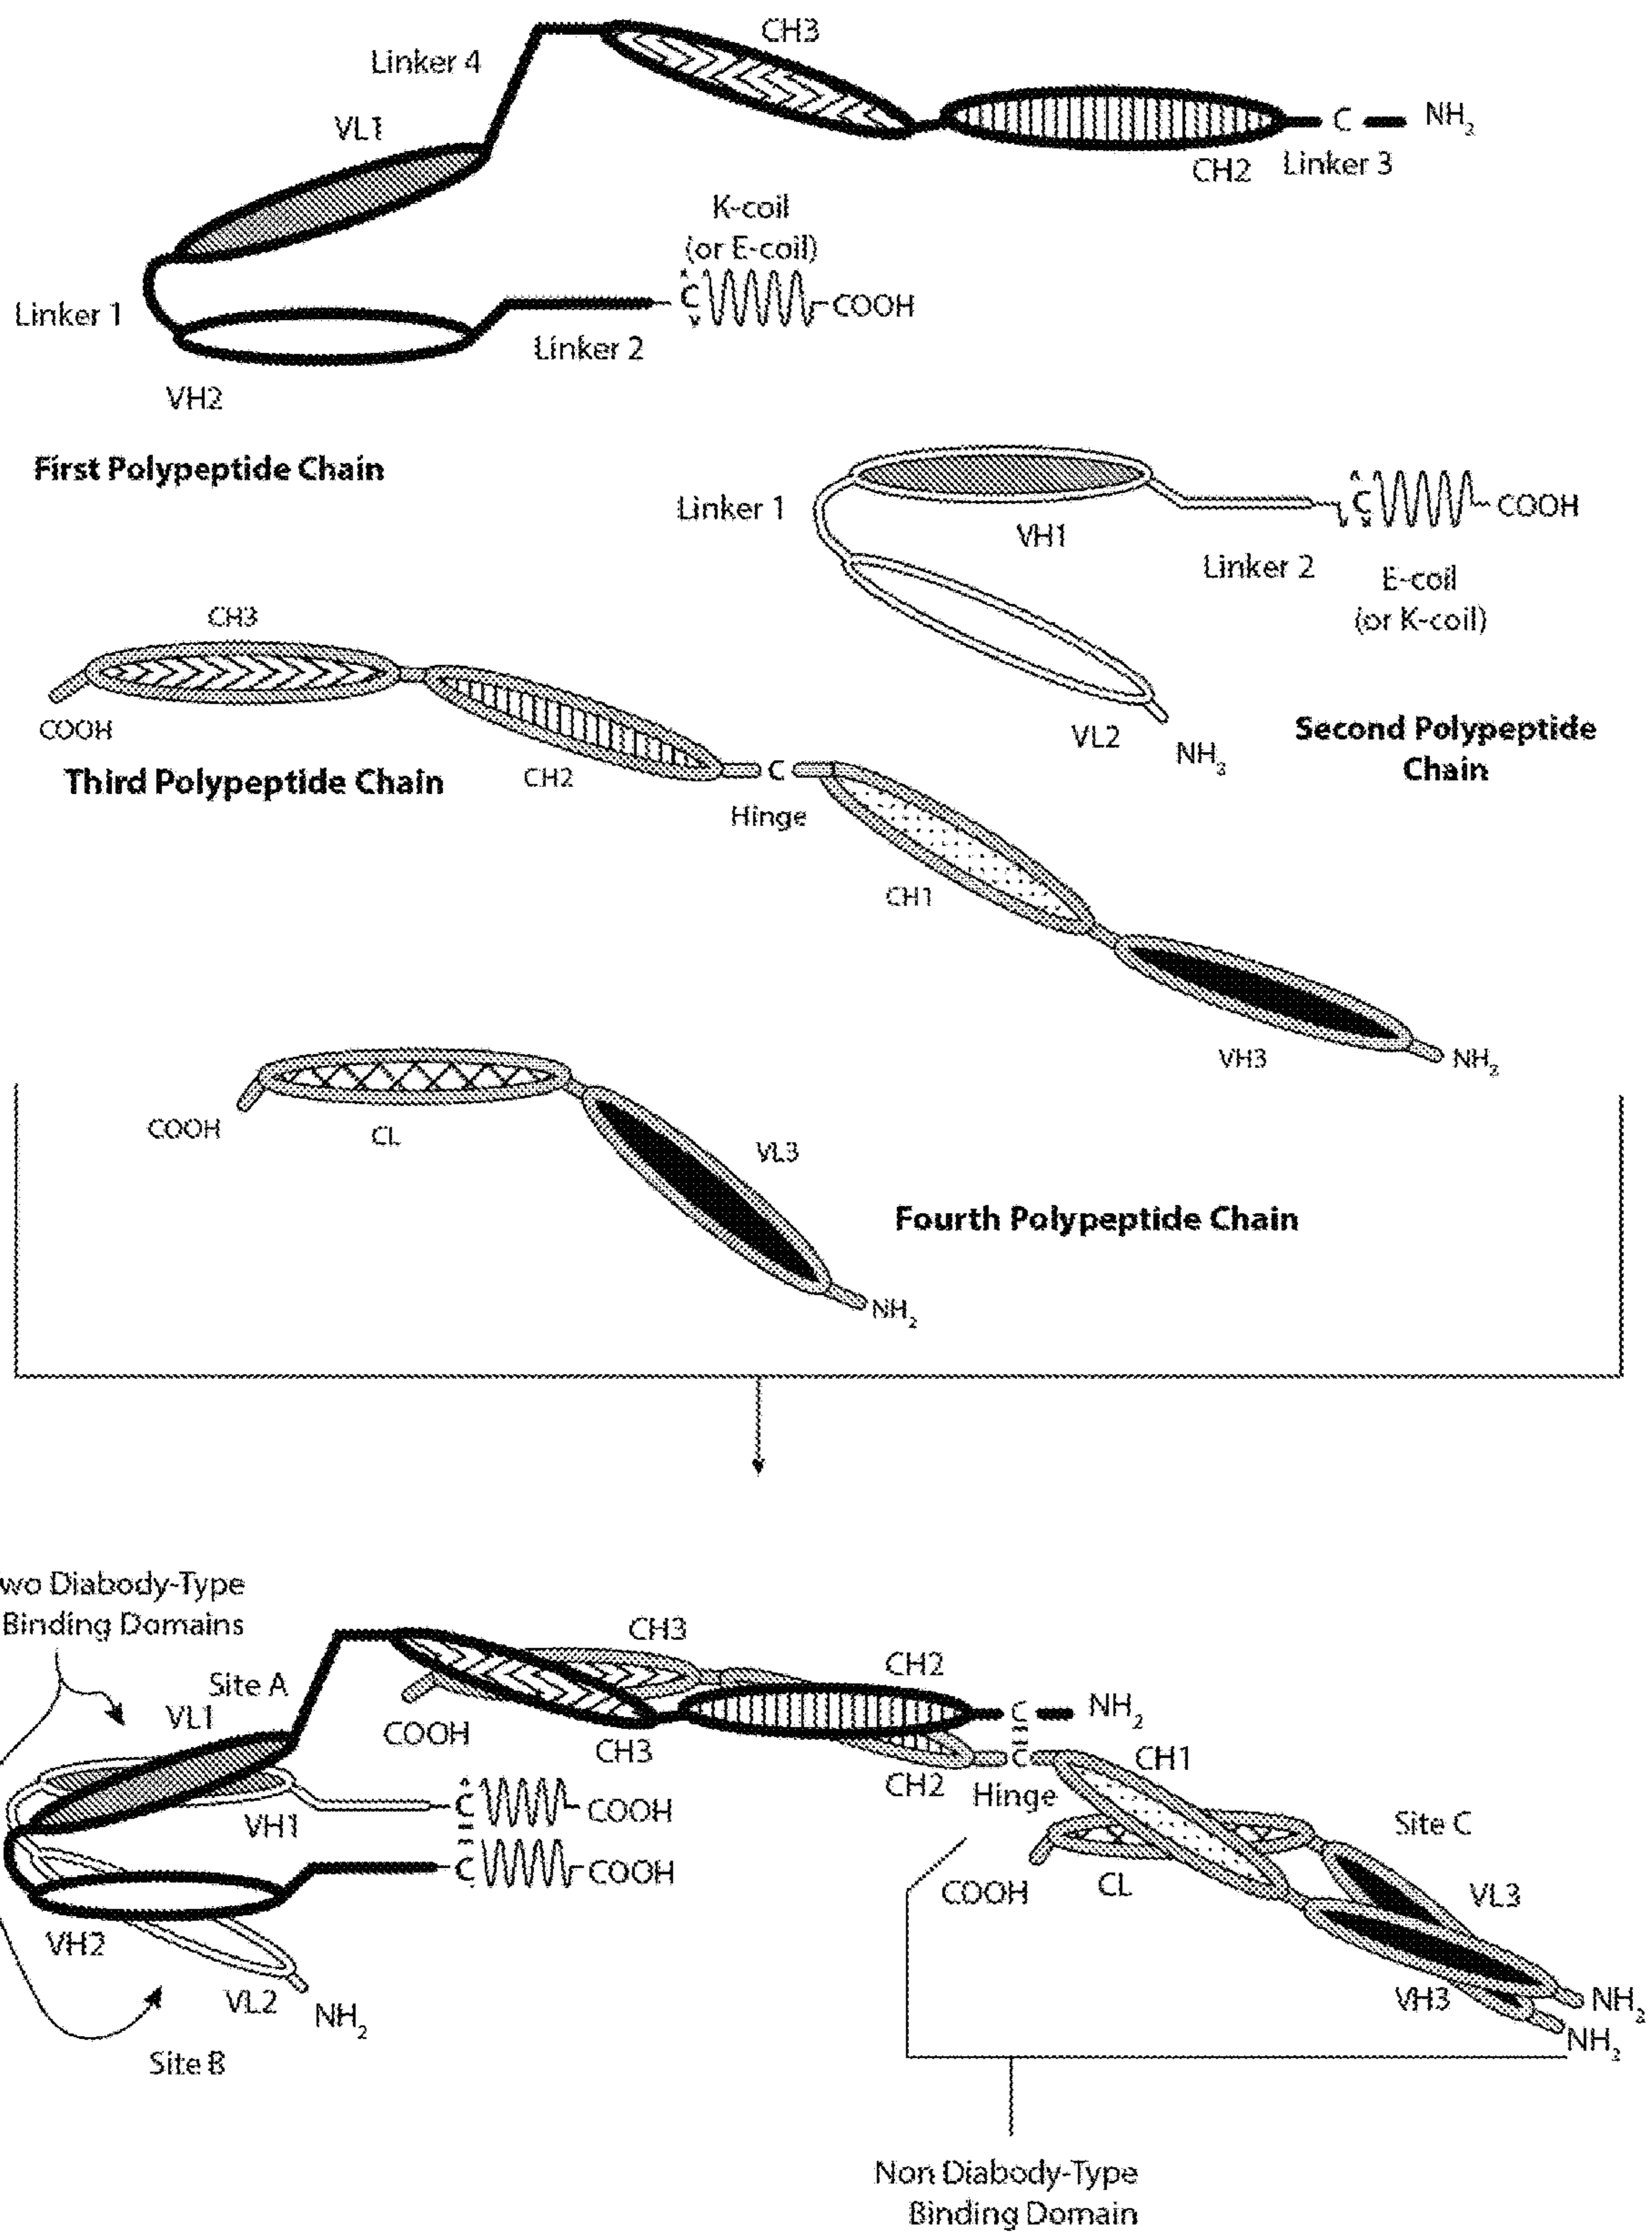 CH3
Linker 4
VL1
C
NH2
CH2
Linker 3
K-coil
(or E-coil)
C
COOH
Linker 1
Linker 2
VH2
First Polypeptide Chain
Linker 1
VH1
C
COOH
Linker 2
E-coil
(or K-coil)
CH3
COOH
VL2
NH3
Second Polypeptide
Chain
Third Polypeptide Chain
CH2
C
Hinge
CH1
VH3
NH2
COOH
CL
VL3
Fourth Polypeptide Chain
NH2
wo Diabody-Type
Binding Domains
Site A
VL1
CH3
CH2
COOH
CH3
C
NH2
C
CH2
Hinge
CH1
VH1
C
COOH
C
COOH
Site C
COOH
CL
VL3
VH2
VL2
NH2
Site B
VH3
NH2
NH2
Non Diabody-Type
Binding Domain